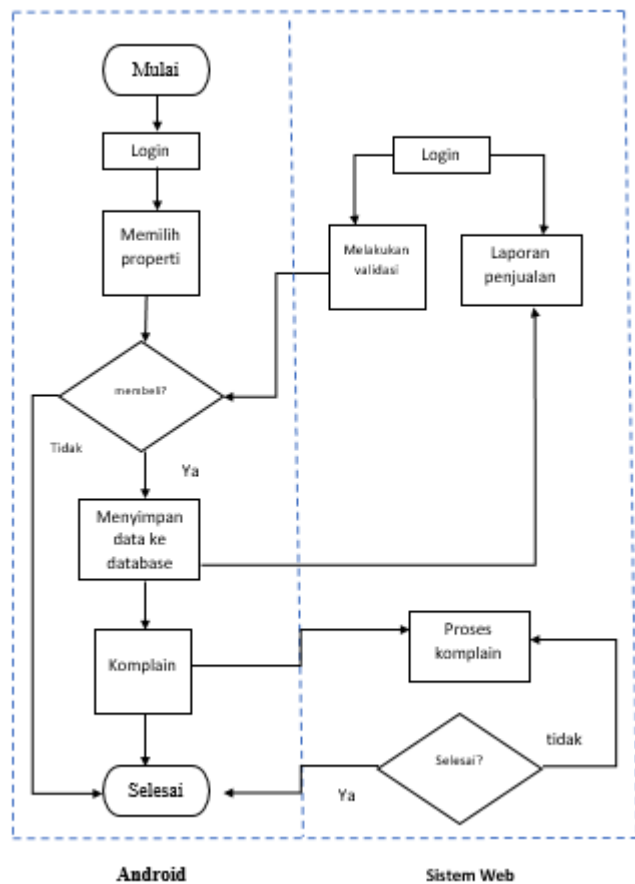 Mulai
Login
Login
Memilih
properti
Melakukan
validasi
Laporan
penjualan
membeli?
Tidak
Ya
Menyimpan
data ke
database
Komplain
Proses
komplain
Selesai?
tidak
Ya
Selesai
Android
Sistem Web